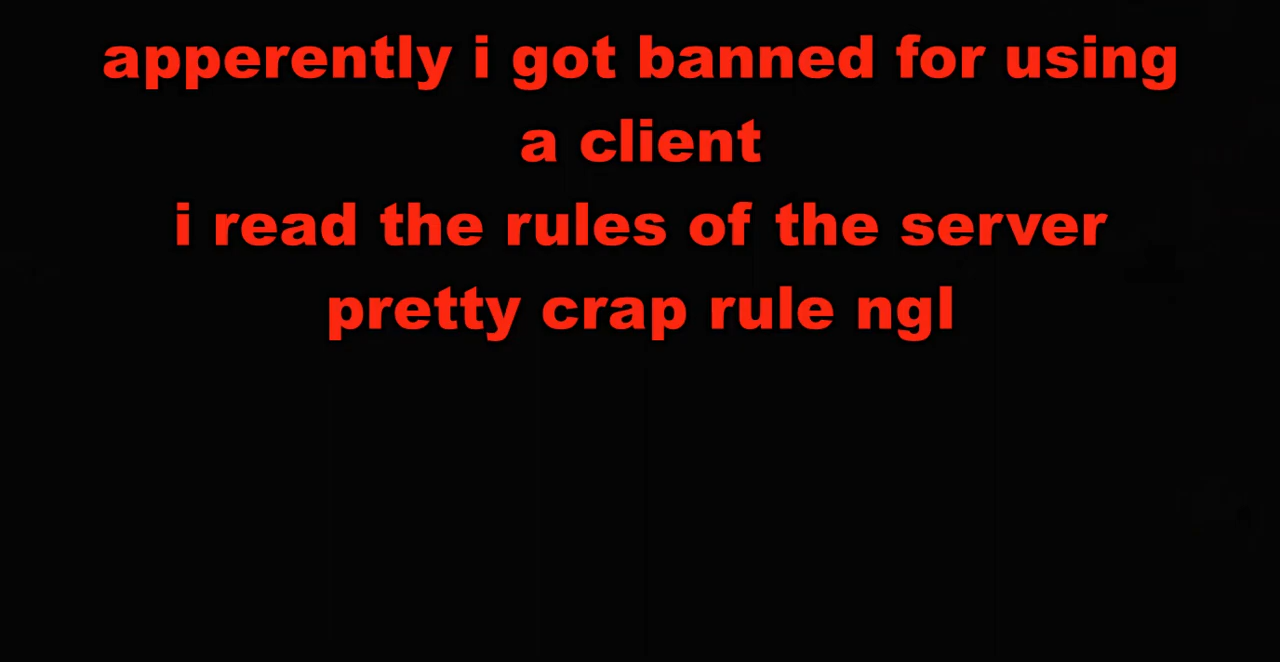 apperently i got banned for using
a client
i read the rules of the server
pretty crap rule ngl